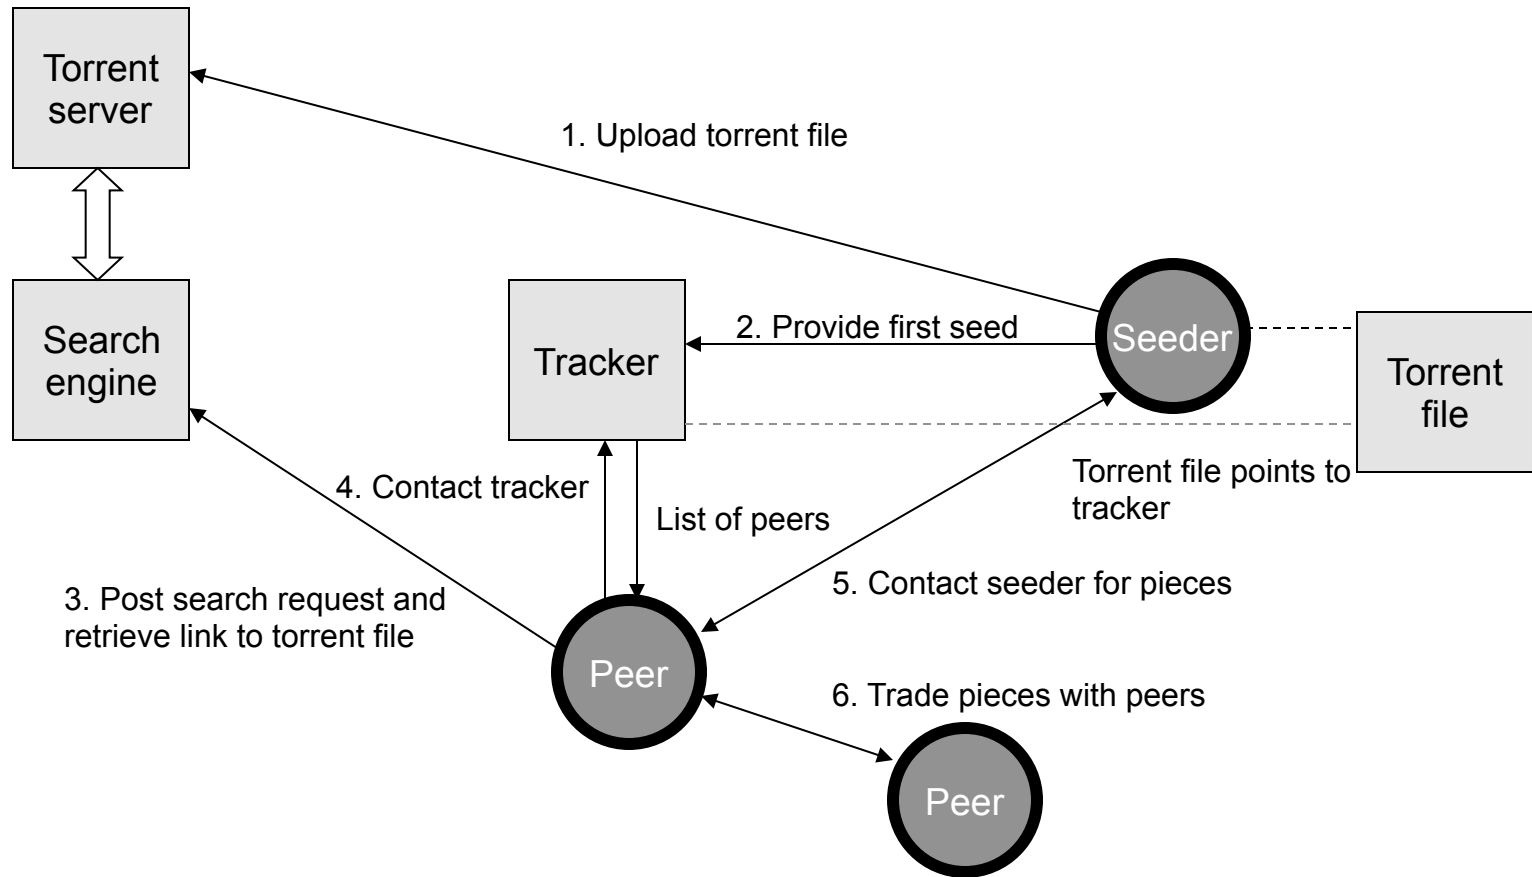 Torrent
server
1. Upload torrent file
Search
engine
Tracker
2. Provide first seed
Seeder
Torrent
file
4. Contact tracker
List of peers
Torrent file points to
tracker
3. Post search request and
retrieve link to torrent file
5. Contact seeder for pieces
Peer
6. Trade pieces with peers
Peer